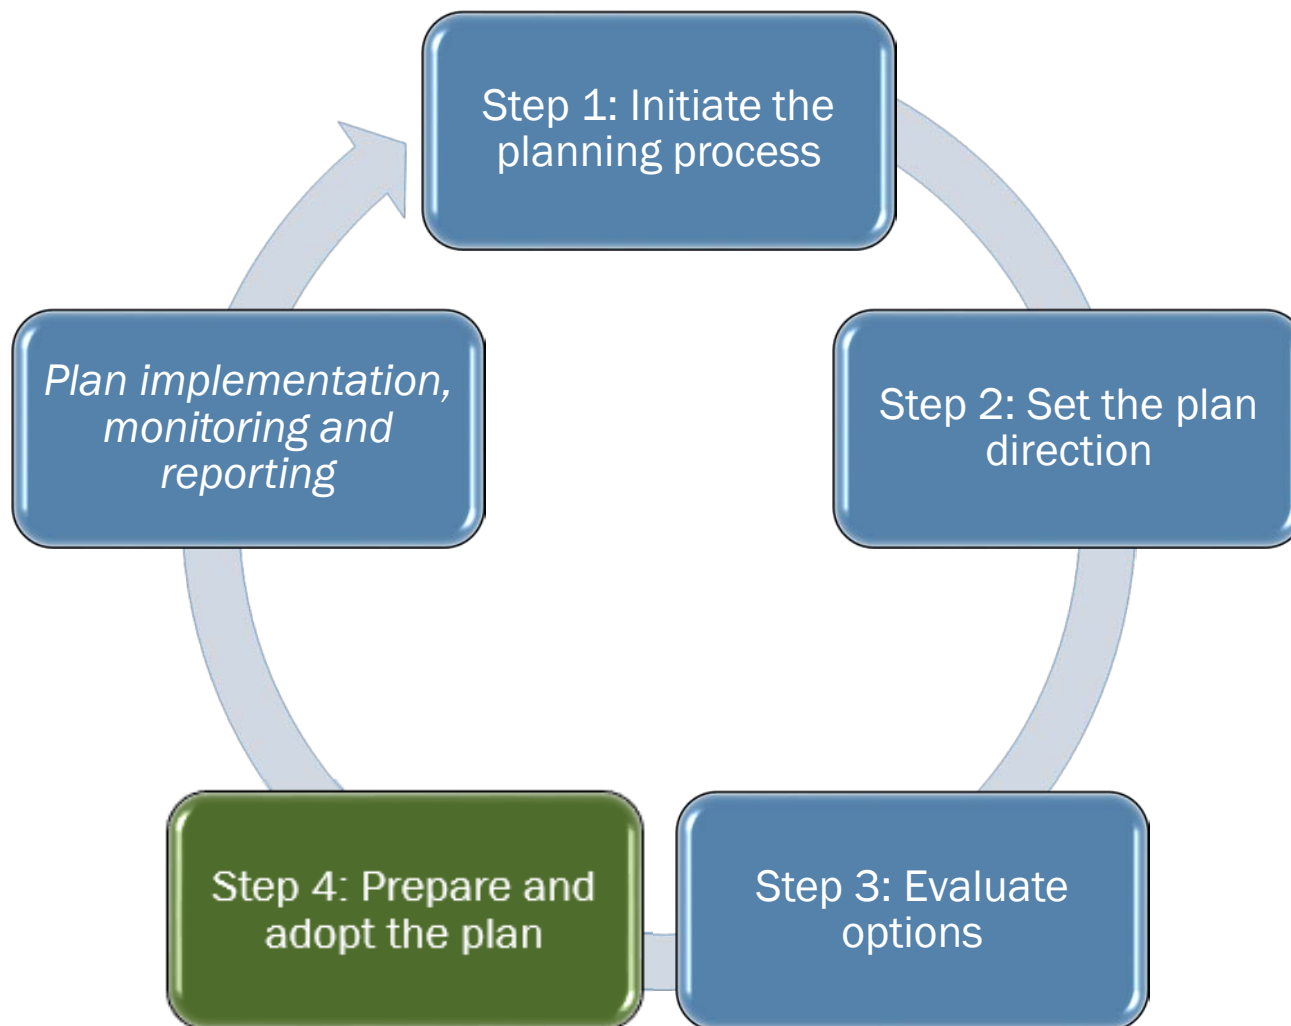 Step 1: Initiate the
planning process
Step 2: Set the plan
direction
Step 3: Evaluate
options
Step 4: Prepare and
adopt the plan
Plan implementation,
monitoring and
reporting